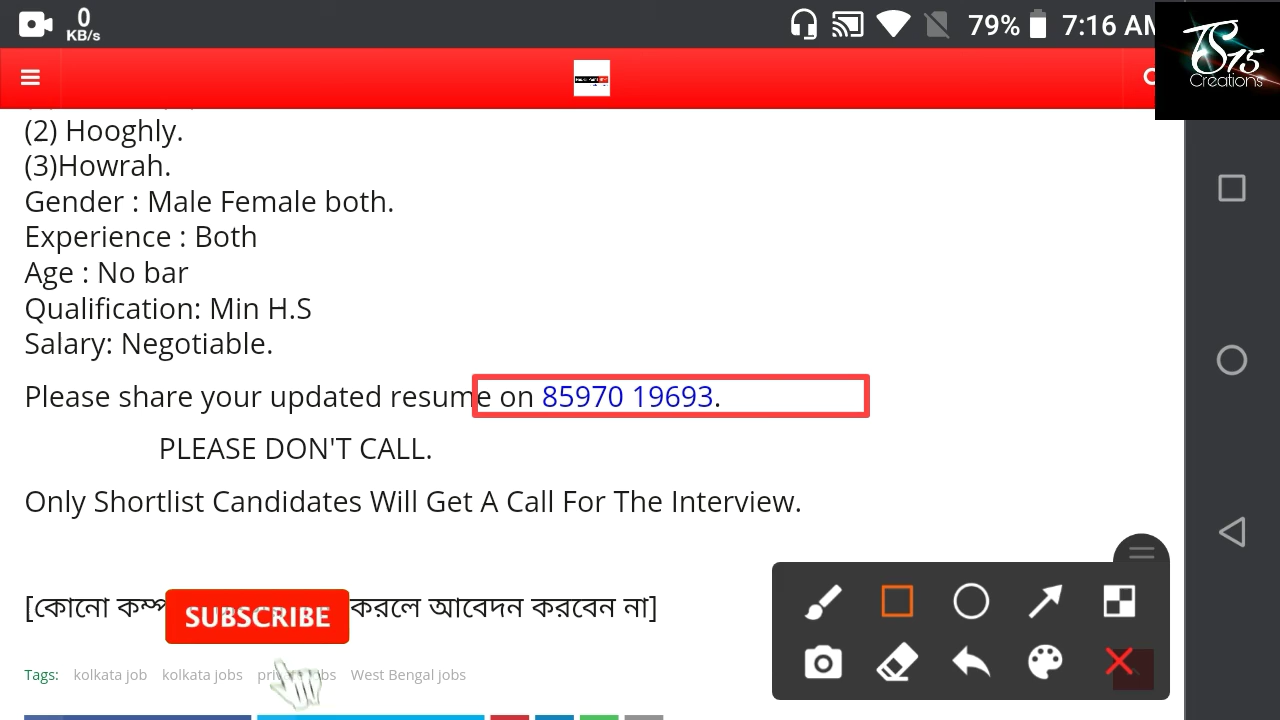 0
KB/s
79%
7:16 AM
TS15
Creations
(2) Hooghly.
(3)Howrah.
Gender : Male Female both.
Experience : Both
Age : No bar
Qualification: Min H.S
Salary: Negotiable.
Please share your updated resume on 85970 19693.
PLEASE DON'T CALL.
Only Shortlist Candidates Will Get A Call For The Interview.
[কোনো করলে আবেদন করবেন না]
SUBSCRIBE
Tags: kolkata job kolkata jobs West Bengal Jobs